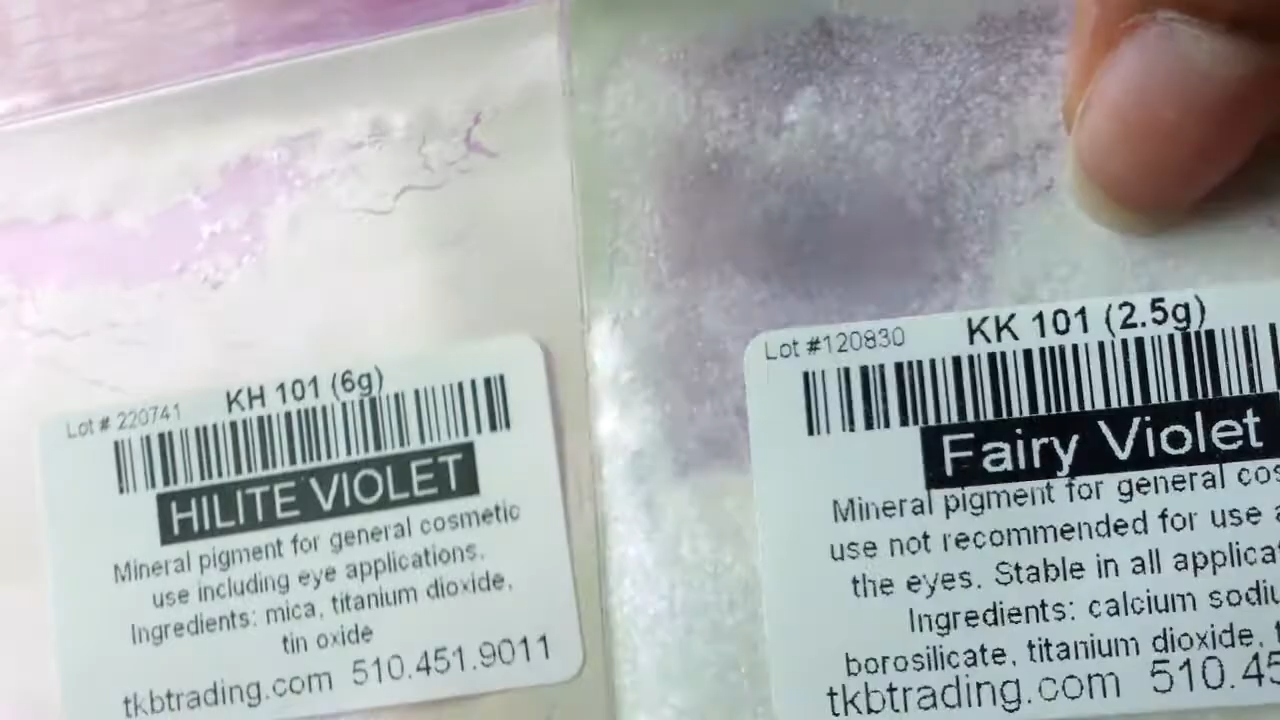 Lot # 220741 KH 101 (6g)
HILITE VIOLET
Mineral pigment for general cosmetic
use including eye applications.
Ingredients: mica, titanium dioxide,
tin oxide
tkbtrading.com 510.451.9011
Lot #120830 KK 101 (2.5g)
Fairy Violet
Mineral pigment for general cos
use not recommended for use a
the eyes. Stable in all applicat
Ingredients: calcium sodiu
borosilicate, titanium dioxide, t
tkbtrading.com 510.45